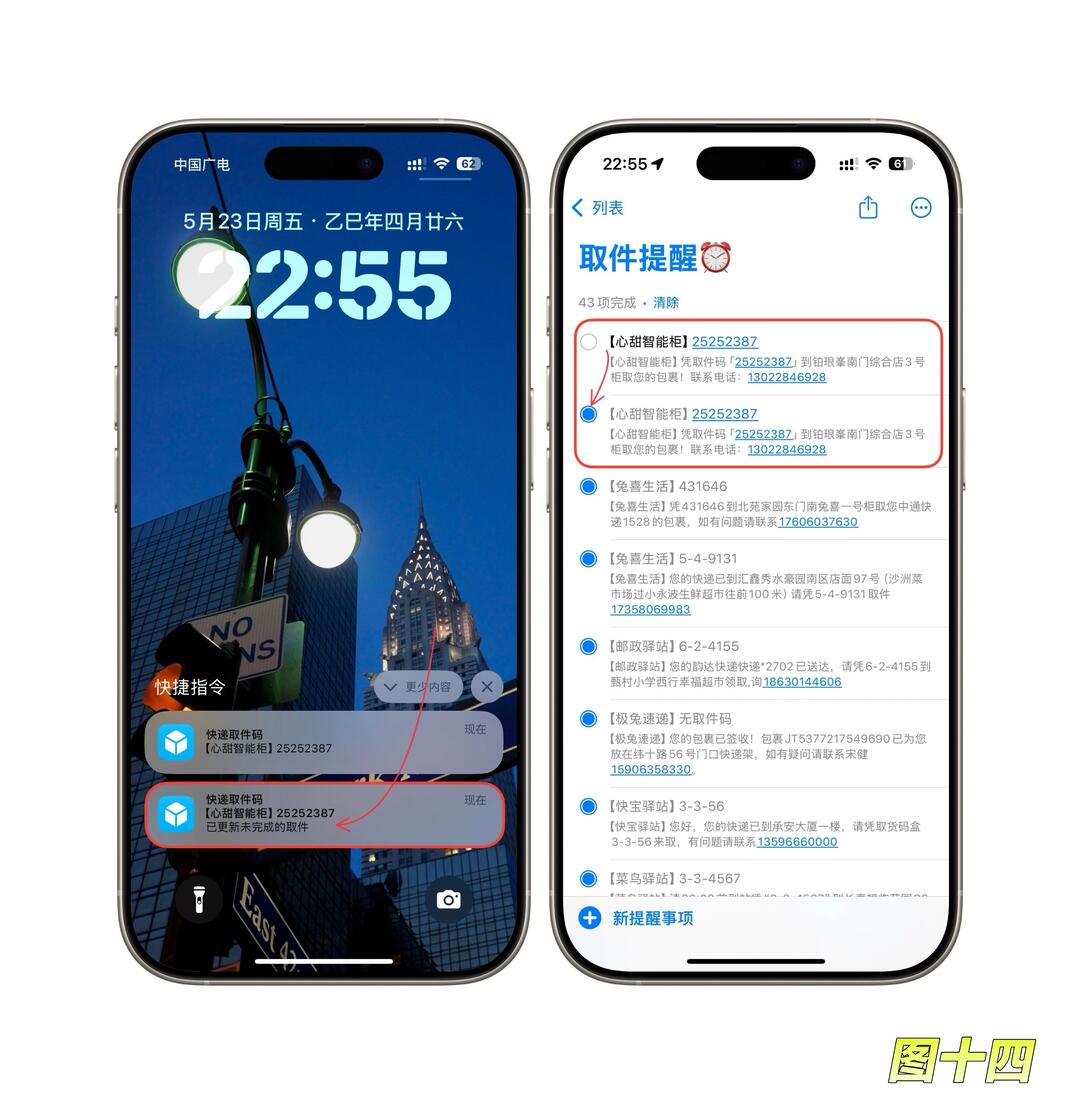 中国广电
62
5月23日周五 · 乙巳年四月廿六
22:55
NO
快捷指令
更少内容
快递取件码
现在
【心甜智能柜】25252387
快递取件码
现在
【心甜智能柜】25252387
已更新未完成的取件
East 42
22:55
61
列表
取件提醒⏰
43项完成 · 清除
【心甜智能柜】25252387
【心甜智能柜】凭取件码「25252387」到铂琅峯南门综合店3号
柜取您的包裹！联系电话：13022846928
【心甜智能柜】25252387
【心甜智能柜】凭取件码「25252387」到铂琅峯南门综合店3号
柜取您的包裹！联系电话：13022846928
【兔喜生活】431646
【兔喜生活】凭431646到北苑家园东门南兔喜一号柜取您中通快
递1528的包裹，如有问题请联系17606037630
【兔喜生活】5-4-9131
【兔喜生活】您的快递已到汇鑫秀水豪园南区店面97号（沙洲菜
市场过小永波生鲜超市往前100米）请凭5-4-9131取件
17358069983
【邮政驿站】6-2-4155
【邮政驿站】您的韵达快递快递*2702已送达，请凭6-2-4155到
甄村小学西行幸福超市领取,询18630144606
【极兔速递】无取件码
【极兔速递】您的包裹已签收！包裹JT5377217549690已为您
放在纬十路56号门口快递架，如有疑问请联系宋健
15906358330。
【快宝驿站】3-3-56
【快宝驿站】您好，您的快递已到承安大厦一楼，请凭取货码盒
3-3-56来取，有问题请联系13596660000
【菜鸟驿站】3-3-4567
新提醒事项
图十四